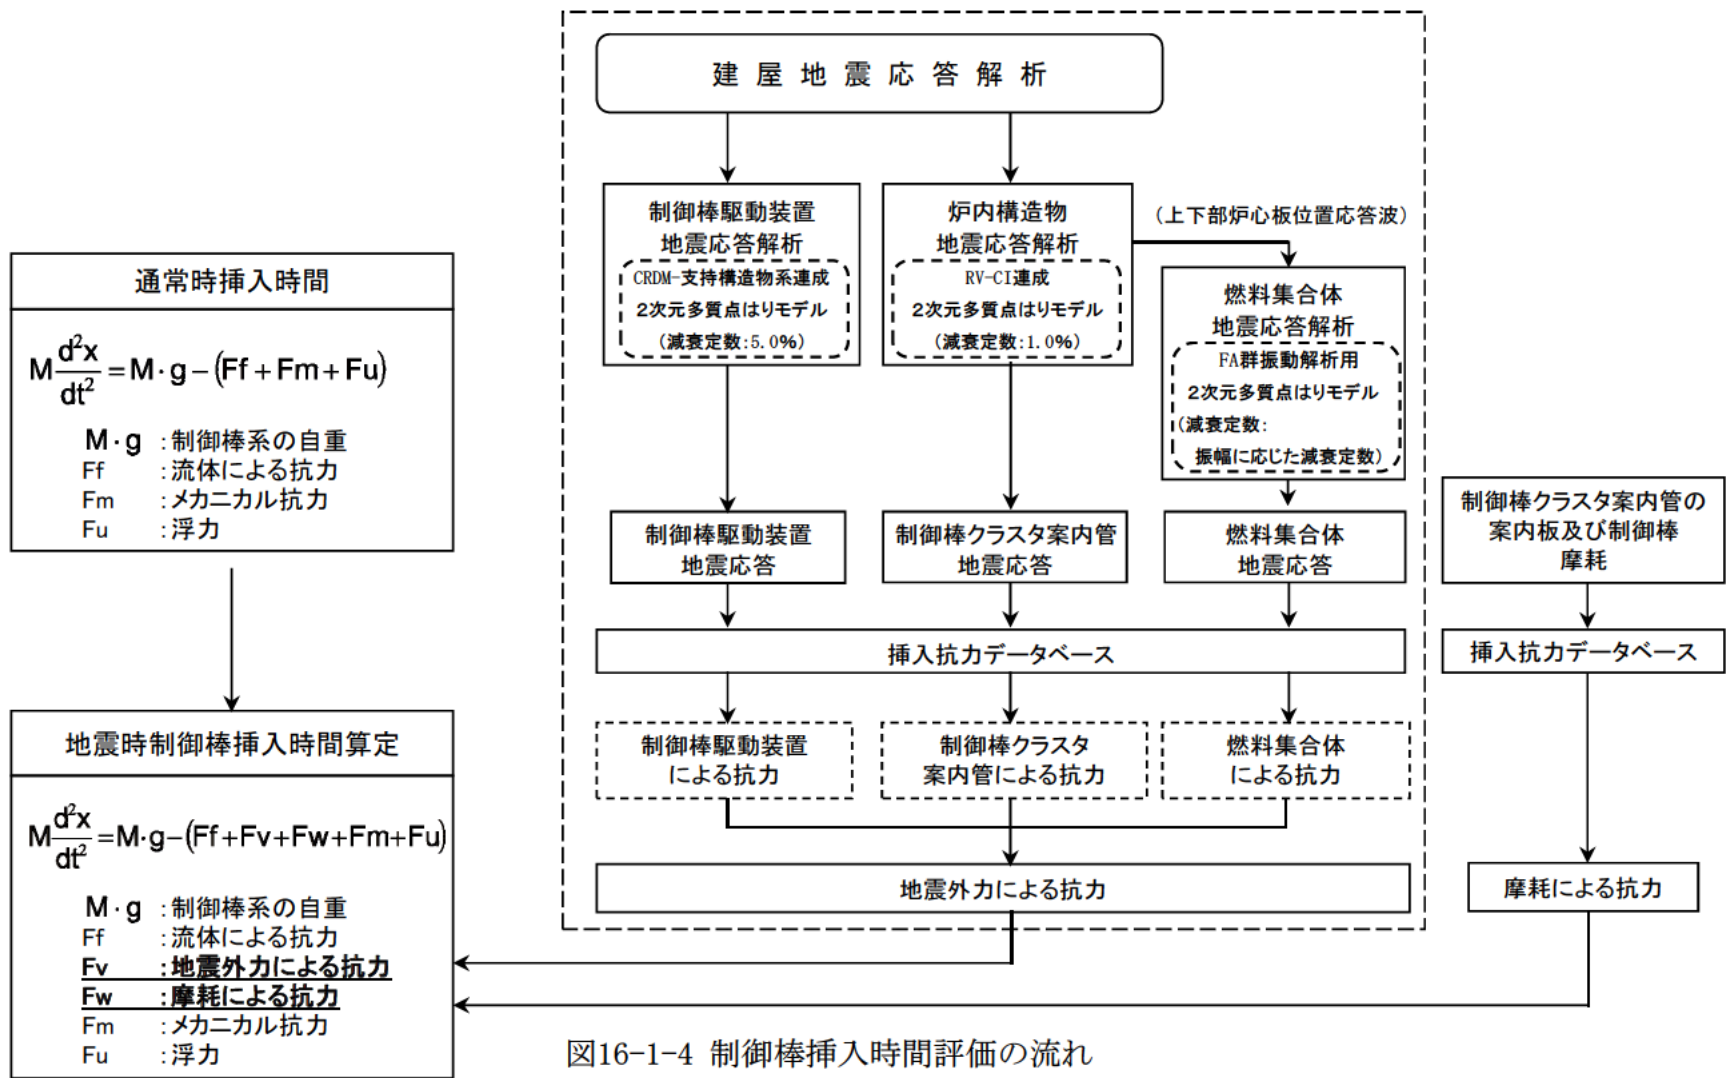 建屋地震応答解析
制御棒駆動装置
地震応答解析
CRDM-支持構造物系連成
2次元多質点はりモデル
(減衰定数:5.0%)
炉内構造物
地震応答解析
RV-CI連成
2次元多質点はりモデル
(減衰定数:1.0%)
(上下部炉心板位置応答波)
燃料集合体
地震応答解析
FA群振動解析用
2次元多質点はりモデル
(減衰定数:
振幅に応じた減衰定数)
制御棒駆動装置
地震応答
制御棒クラスタ案内管
地震応答
燃料集合体
地震応答
挿入抗力データベース
制御棒駆動装置
による抗力
制御棒クラスタ
案内管による抗力
燃料集合体
による抗力
地震外力による抗力
制御棒クラスタ案内管の
案内板及び制御棒
摩耗
挿入抗力データベース
摩耗による抗力
通常時挿入時間
M d²x/dt² = M・g − (Ff + Fm + Fu)
M・g :制御棒系の自重
Ff :流体による抗力
Fm :メカニカル抗力
Fu :浮力
地震時制御棒挿入時間算定
M d²x/dt² = M・g − (Ff + Fv + Fw + Fm + Fu)
M・g :制御棒系の自重
Ff :流体による抗力
Fv :地震外力による抗力
Fw :摩耗による抗力
Fm :メカニカル抗力
Fu :浮力
図16-1-4 制御棒挿入時間評価の流れ